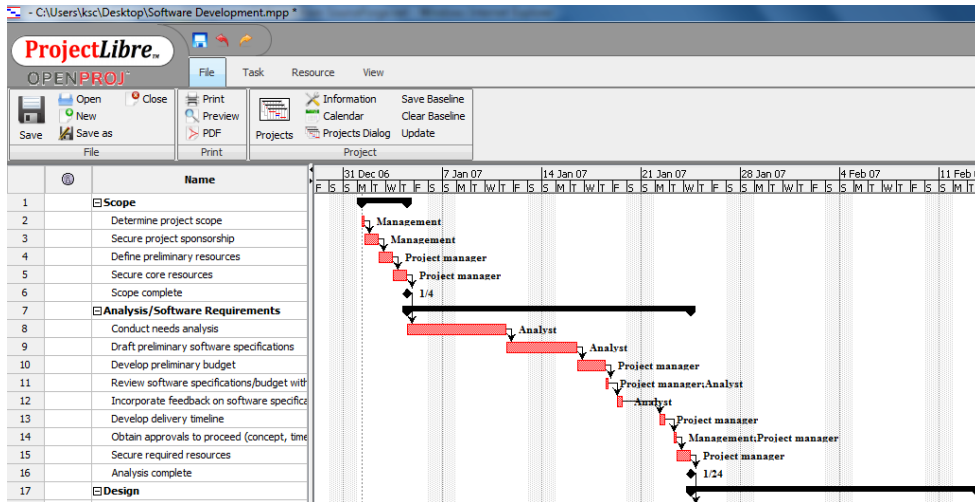 - C:\Users\ksc\Desktop\Software Development.mpp *
ProjectLibre™
OPENPROJ
File Task Resource View
Save
Open
New
Save as
Close
File
Print
Preview
PDF
Print
Projects
Information
Calendar
Projects Dialog
Save Baseline
Clear Baseline
Update
Project
Name
31 Dec 06 7 Jan 07 14 Jan 07 21 Jan 07 28 Jan 07 4 Feb 07 11 Feb
F S S M T W T F S S M T W T F S S M T W T F S S M T W T F S S M T W T F S S M T W T F S S M T
1 Scope
2 Determine project scope Management
3 Secure project sponsorship Management
4 Define preliminary resources Project manager
5 Secure core resources Project manager
6 Scope complete 1/4
7 Analysis/Software Requirements
8 Conduct needs analysis Analyst
9 Draft preliminary software specifications Analyst
10 Develop preliminary budget Project manager
11 Review software specifications/budget with Project manager;Analyst
12 Incorporate feedback on software specifica Analyst
13 Develop delivery timeline Project manager
14 Obtain approvals to proceed (concept, time Management;Project manager
15 Secure required resources Project manager
16 Analysis complete 1/24
17 Design